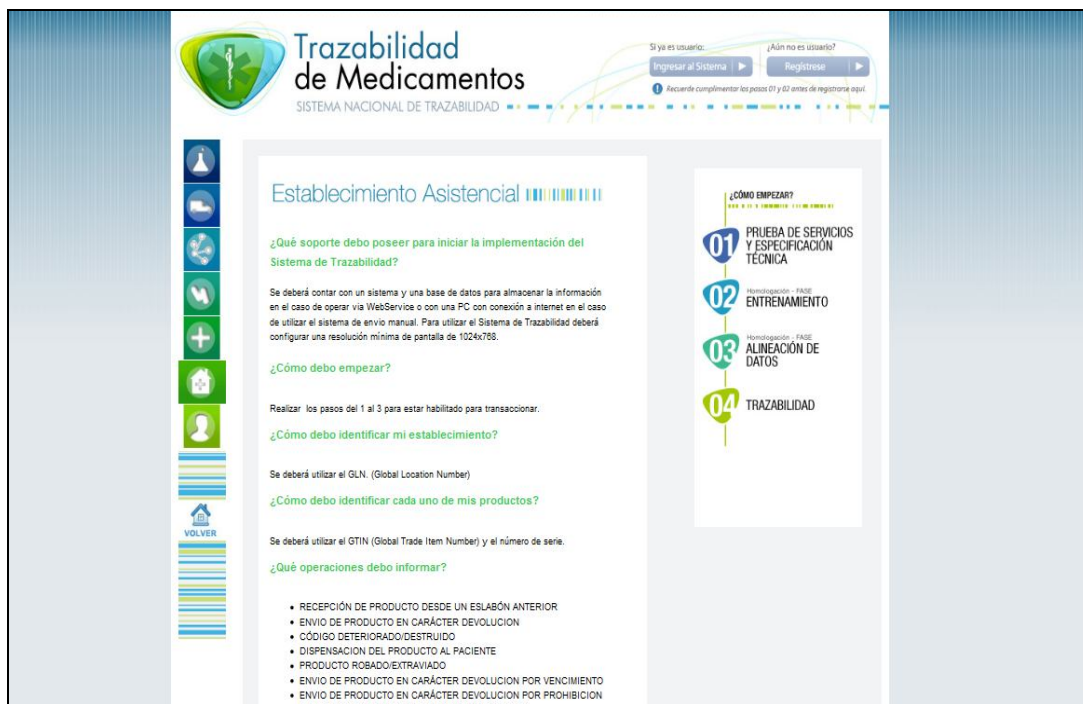 Trazabilidad
de Medicamentos
SISTEMA NACIONAL DE TRAZABILIDAD
Si ya es usuario:
Ingresar al Sistema
¿Aún no es usuario?
Regístrese
Recuerde cumplimentar los pasos 01 y 02 antes de registrarse aquí.
VOLVER
Establecimiento Asistencial
¿Qué soporte debo poseer para iniciar la implementación del
Sistema de Trazabilidad?
Se deberá contar con un sistema y una base de datos para almacenar la información
en el caso de operar via WebService o con una PC con conexión a internet en el caso
de utilizar el sistema de envio manual. Para utilizar el Sistema de Trazabilidad deberá
configurar una resolución mínima de pantalla de 1024x768.
¿Cómo debo empezar?
Realizar los pasos del 1 al 3 para estar habilitado para transaccionar.
¿Cómo debo identificar mi establecimiento?
Se deberá utilizar el GLN. (Global Location Number)
¿Cómo debo identificar cada uno de mis productos?
Se deberá utilizar el GTIN (Global Trade Item Number) y el número de serie.
¿Qué operaciones debo informar?
• RECEPCIÓN DE PRODUCTO DESDE UN ESLABÓN ANTERIOR
• ENVIO DE PRODUCTO EN CARÁCTER DEVOLUCION
• CÓDIGO DETERIORADO/DESTRUIDO
• DISPENSACION DEL PRODUCTO AL PACIENTE
• PRODUCTO ROBADO/EXTRAVIADO
• ENVIO DE PRODUCTO EN CARÁCTER DEVOLUCION POR VENCIMIENTO
• ENVIO DE PRODUCTO EN CARÁCTER DEVOLUCION POR PROHIBICION
¿CÓMO EMPEZAR?
01 PRUEBA DE SERVICIOS
Y ESPECIFICACIÓN
TÉCNICA
Homologación - FASE
02 ENTRENAMIENTO
Homologación - FASE
03 ALINEACIÓN DE
DATOS
04 TRAZABILIDAD